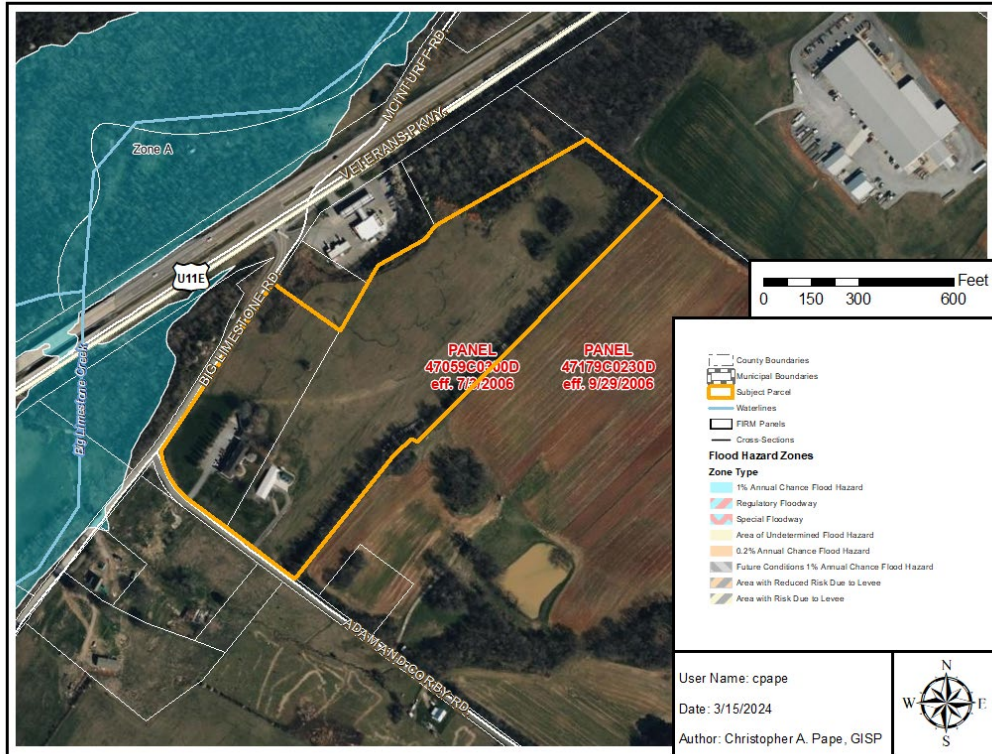 MCINTURFF RD
VETERANS PKWY
Zone A
U11E
BIG LIMESTONE RD
Big Limestone Creek
PANEL
47059C0300D
eff. 7/3/2006
PANEL
47179C0230D
eff. 9/29/2006
ADAM AND CORBY RD
Feet
0 150 300 600
County Boundaries
Municipal Boundaries
Subject Parcel
Waterlines
FIRM Panels
Cross-Sections
Flood Hazard Zones
Zone Type
1% Annual Chance Flood Hazard
Regulatory Floodway
Special Floodway
Area of Undetermined Flood Hazard
0.2% Annual Chance Flood Hazard
Future Conditions 1% Annual Chance Flood Hazard
Area with Reduced Risk Due to Levee
Area with Risk Due to Levee
User Name: cpape
Date: 3/15/2024
Author: Christopher A. Pape, GISP
N
W E
S